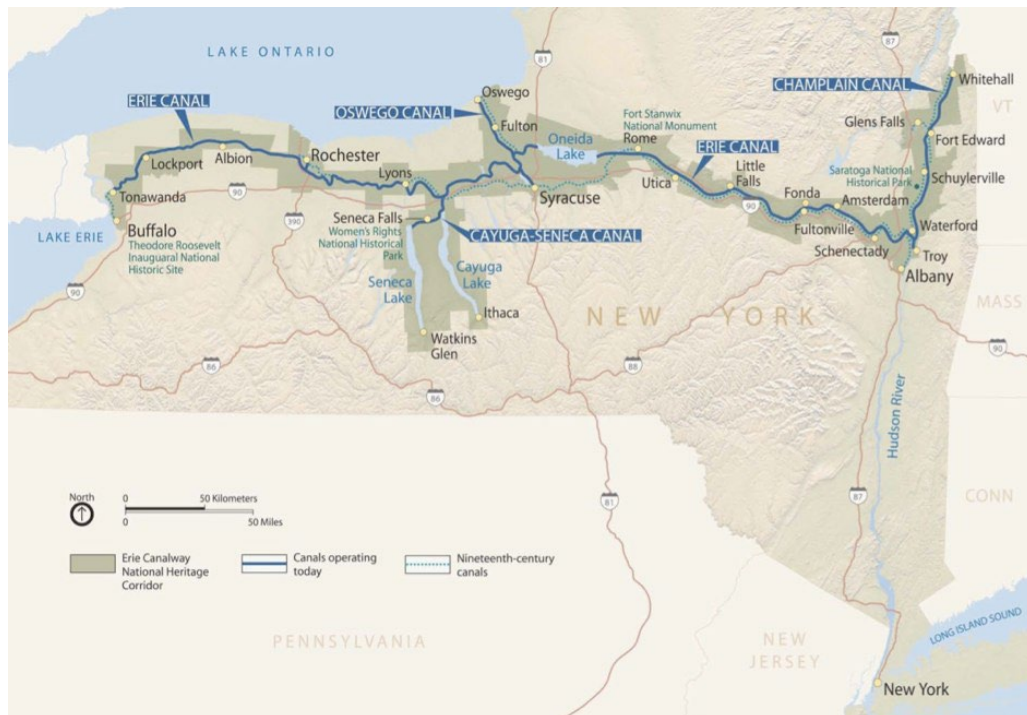 LAKE ONTARIO
81
87
CHAMPLAIN CANAL
Whitehall
VT
ERIE CANAL
OSWEGO CANAL
Oswego
Fulton
Oneida
Lake
Fort Stanwix
National Monument
Rome
ERIE CANAL
Glens Falls
Fort Edward
Lockport
Albion
Rochester
Lyons
Syracuse
Utica
Little
Falls
Saratoga National
Historical Park
Schuylerville
Tonawanda
90
390
90
Fonda
Amsterdam
Fultonville
Schenectady
Waterford
Troy
Albany
LAKE ERIE
Buffalo
Theodore Roosevelt
Inaugural National
Historic Site
Seneca Falls
Women's Rights
National Historical
Park
CAYUGA-SENECA CANAL
Seneca
Lake
Cayuga
Lake
Ithaca
Watkins
Glen
90
NEW YORK
MASS
90
86
86
88
Hudson River
North
0
50 Kilometers
0
50 Miles
81
87
CONN
Erie Canalway
National Heritage
Corridor
Canals operating
today
Nineteenth-century
canals
PENNSYLVANIA
NEW
JERSEY
LONG ISLAND SOUND
New York